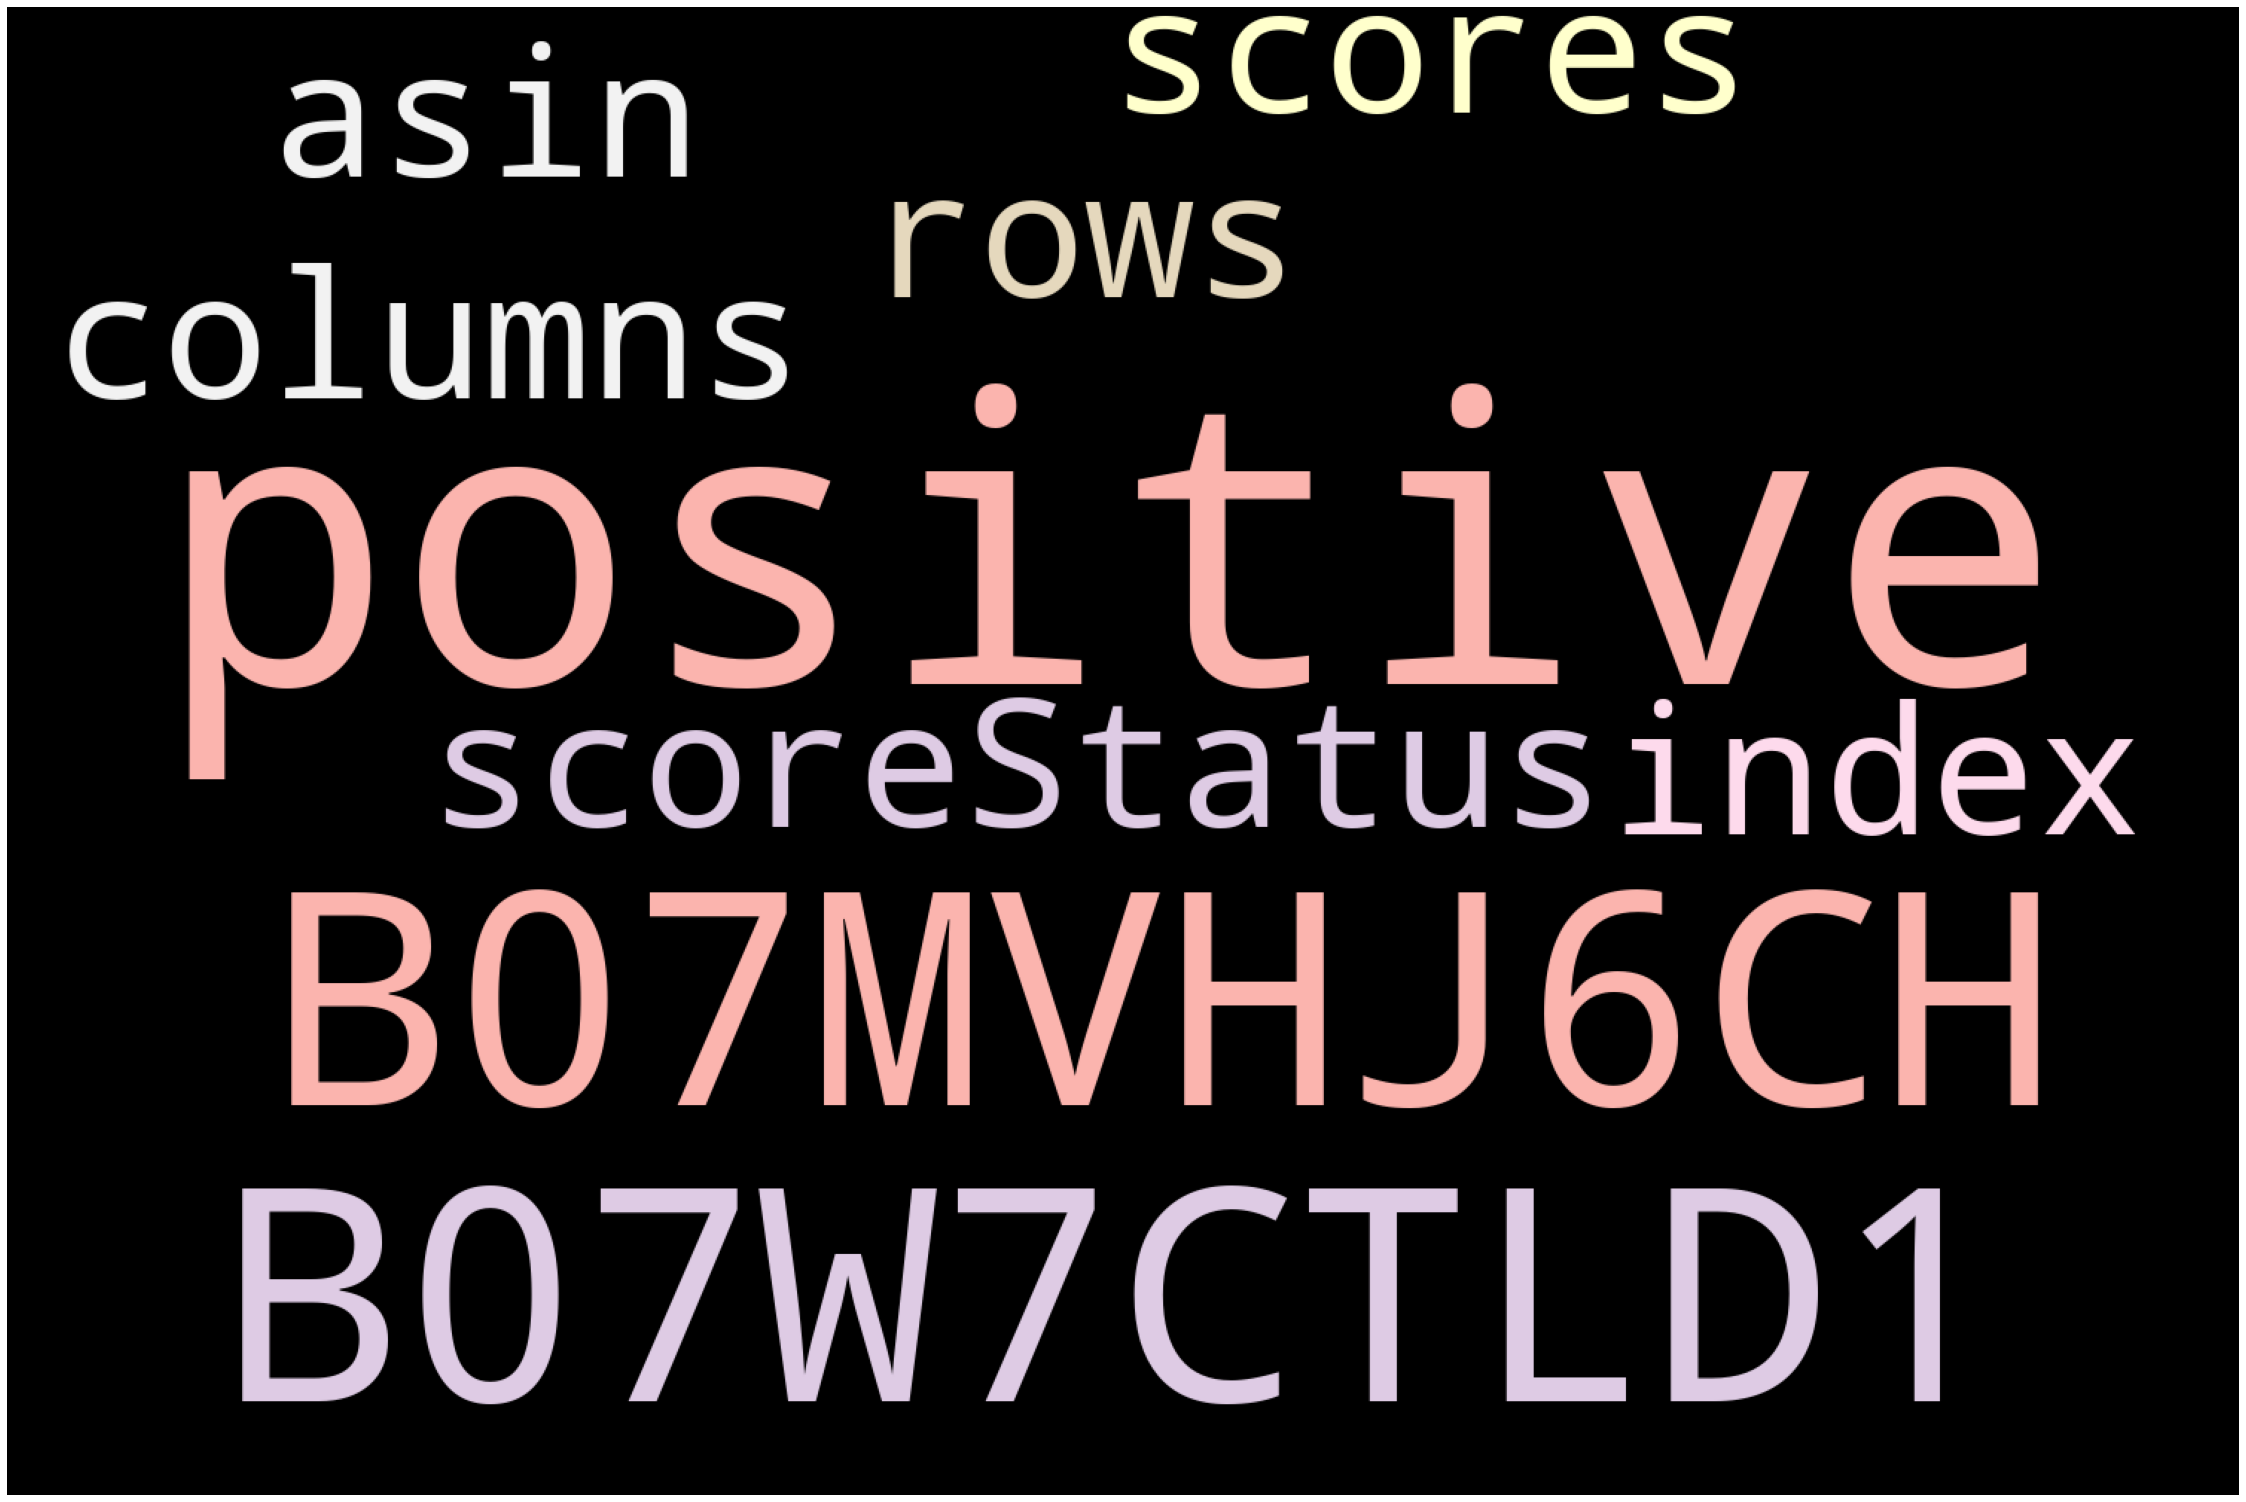 scores
asin
rows
columns
positive
scoreStatus index
B07MVHJ6CH
B07W7CTLD1